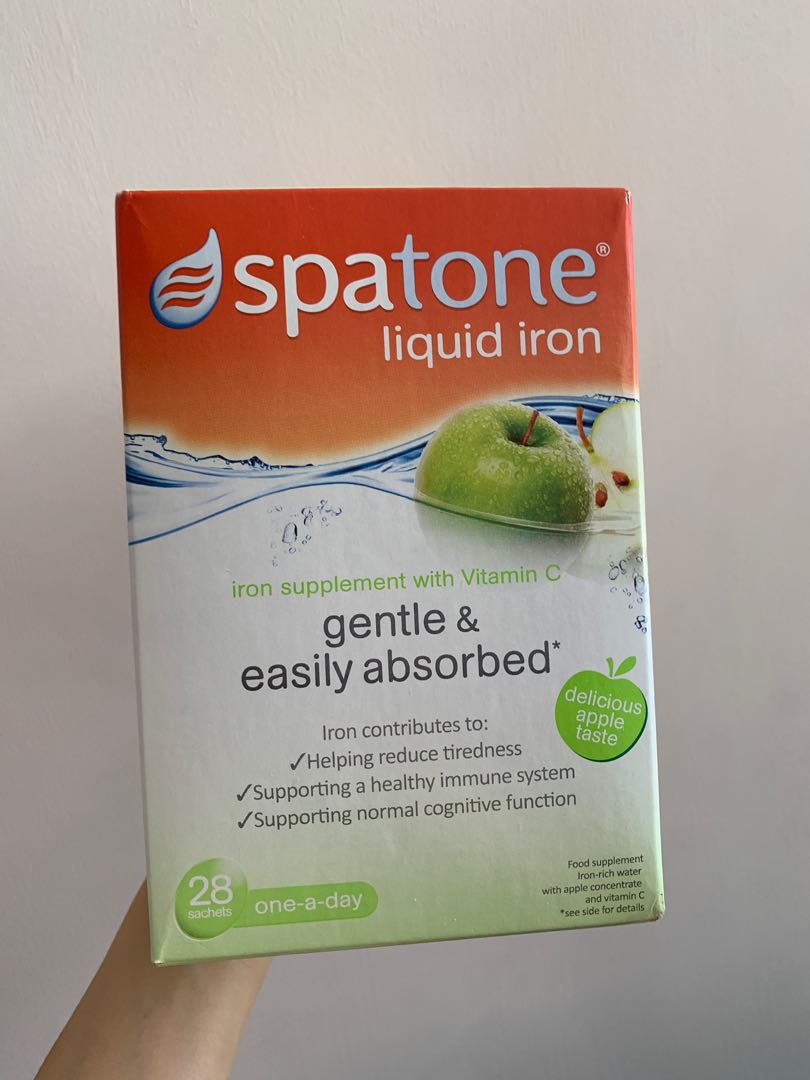 spatone®
liquid iron
iron supplement with Vitamin C
gentle &
easily absorbed*
delicious
apple
taste
Iron contributes to:
✓Helping reduce tiredness
✓Supporting a healthy immune system
✓Supporting normal cognitive function
28
sachets
one-a-day
Food supplement
Iron-rich water
with apple concentrate
and vitamin C
*see side for details